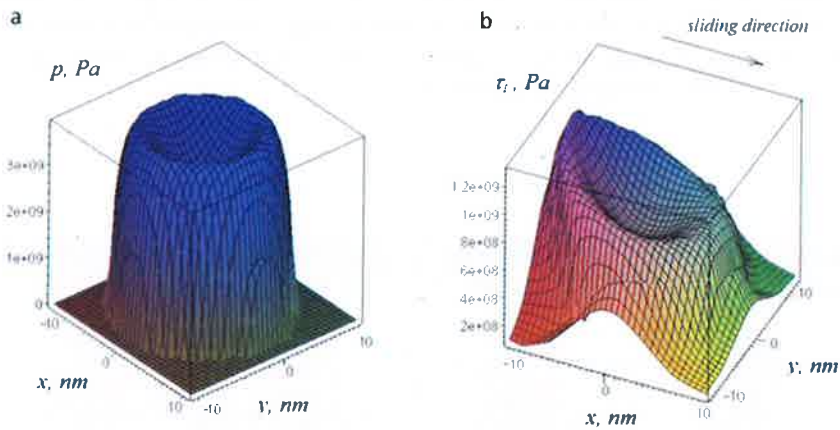 a
b
sliding direction
p, Pa
τi , Pa
3e+09
2e+09
1e+09
0
-10
0
10
-10
0
10
x, nm
y, nm
1.2e+09
1e+09
8e+08
6e+08
4e+08
2e+08
-10
0
10
-10
0
10
x, nm
y, nm